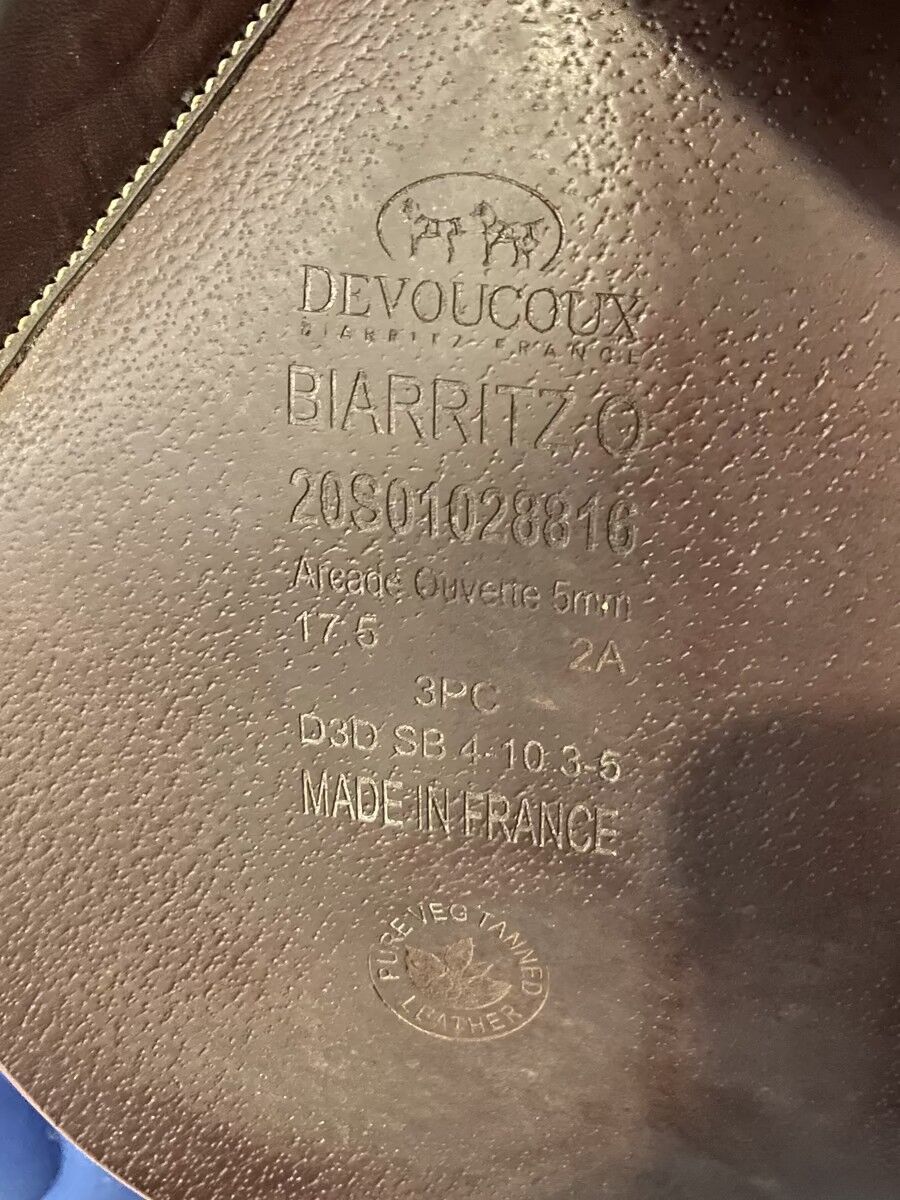 DEVOUCOUX
BIARRITZ FRANCE
BIARRITZ O
20S01028816
Arcade Ouverte 5mm
17.5 2A
3PC
D3D SB 4-10.3-5
MADE IN FRANCE
PURE VEG TANNED
LEATHER